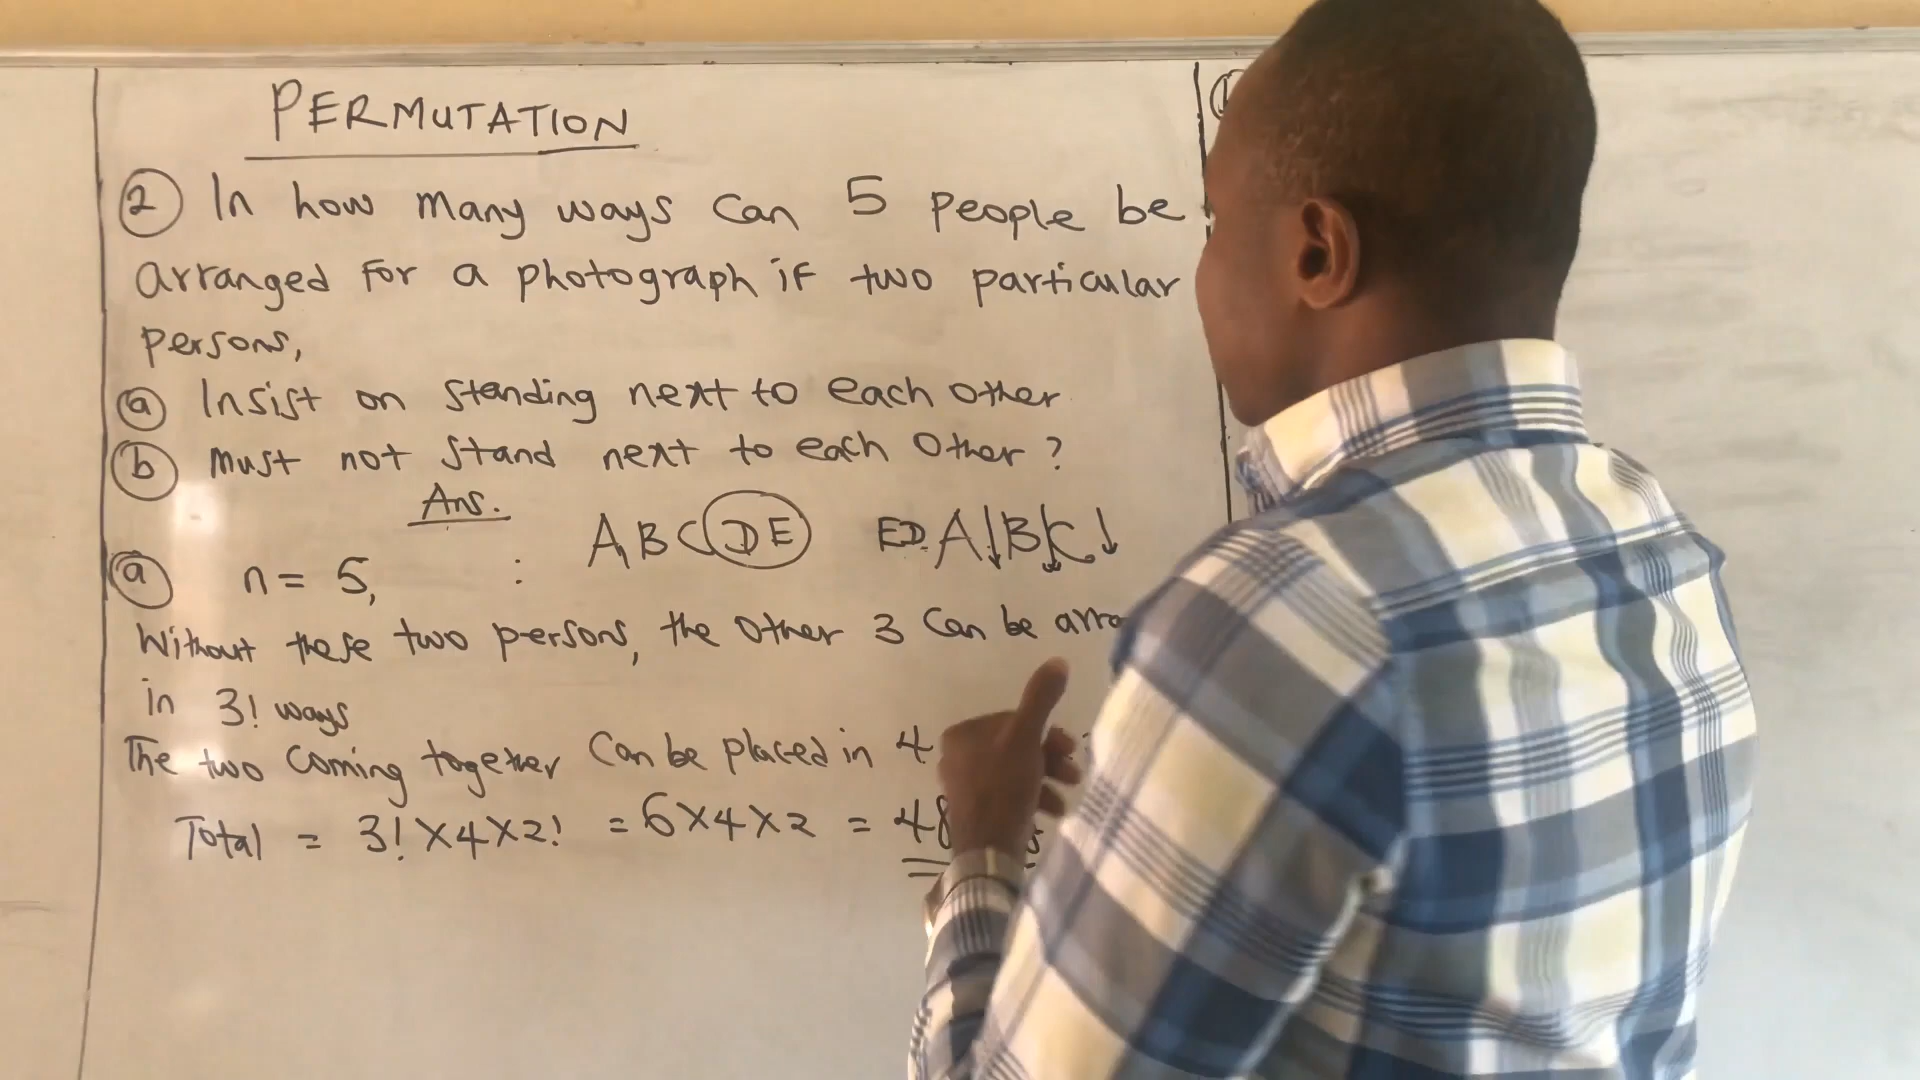 PERMUTATION
② In how many ways can 5 people be
arranged for a photograph if two particular
persons,
ⓐ Insist on standing next to each other
ⓑ Must not stand next to each other?
Ans.
A B C D E ED A↓B↓C↓
ⓐ n = 5, :
Without these two persons, the other 3 can be
in 3! ways
The two coming together can be placed in 4
Total = 3! × 4 × 2! = 6 × 4 × 2 = 48